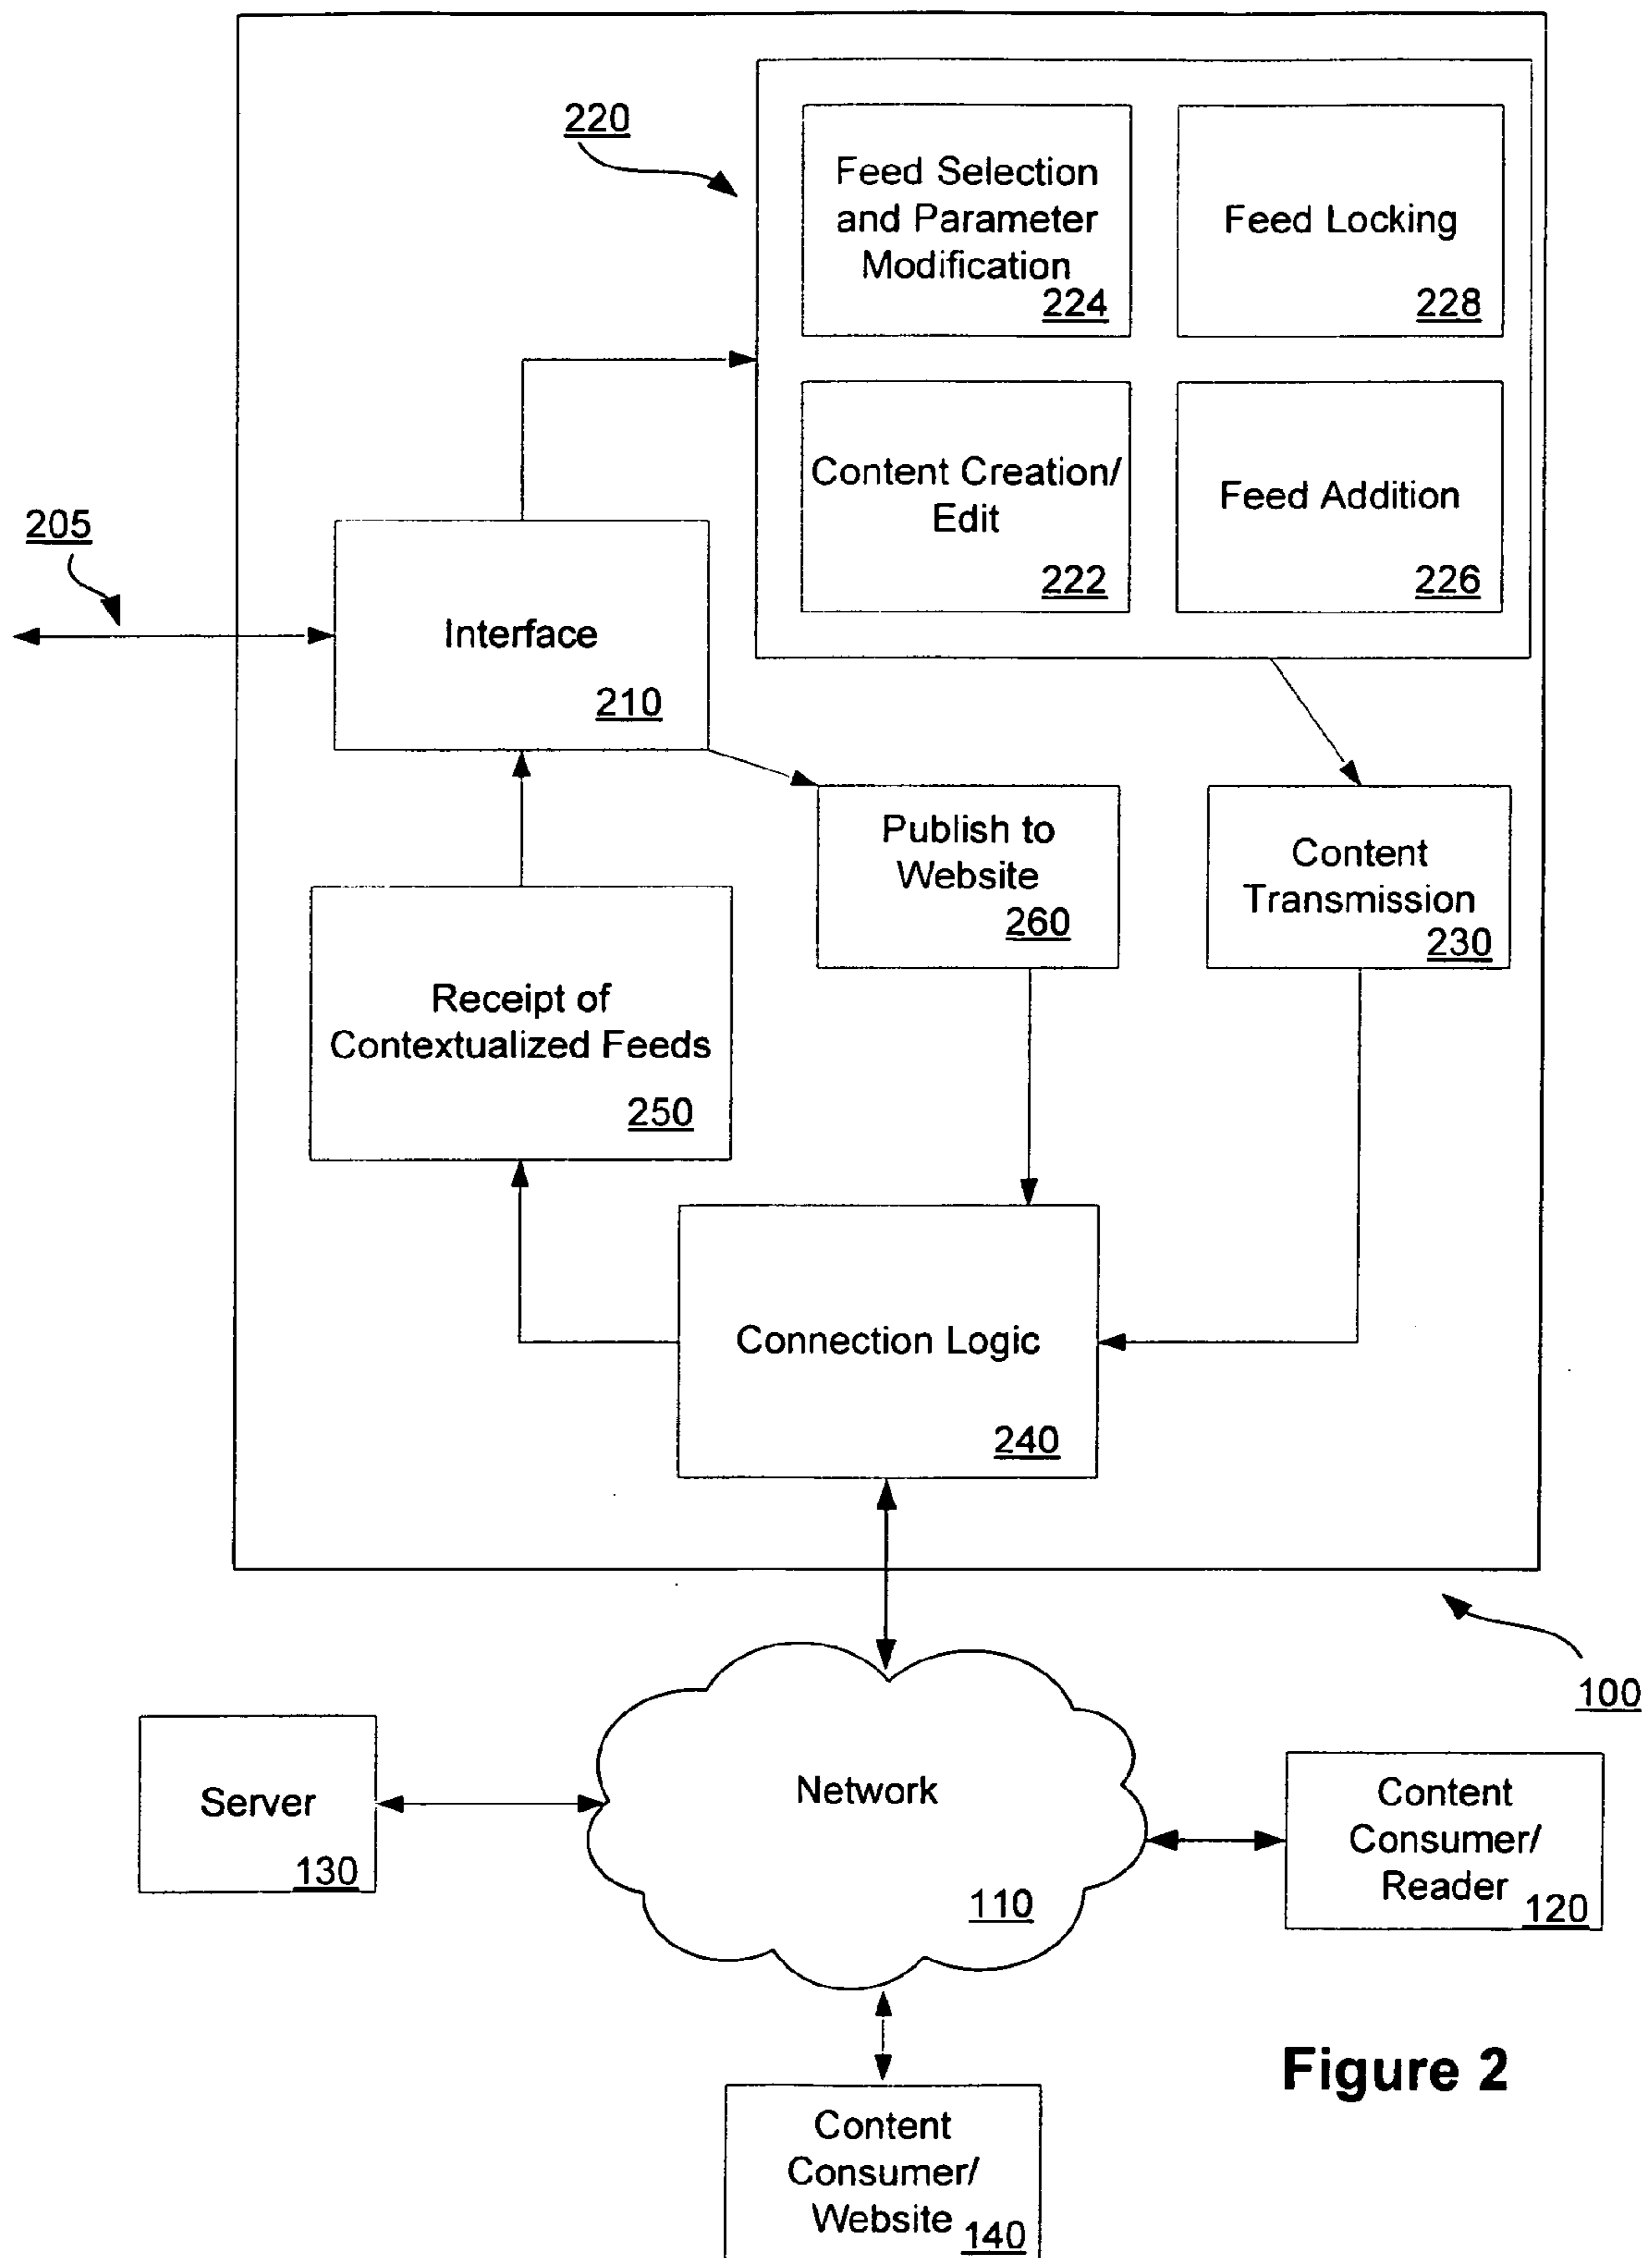 220
Feed Selection
and Parameter
Modification
224
Feed Locking
228
Content Creation/
Edit
222
Feed Addition
226
205
Interface
210
Publish to
Website
260
Content
Transmission
230
Receipt of
Contextualized Feeds
250
Connection Logic
240
100
Server
130
Network
110
Content
Consumer/
Reader
120
Content
Consumer/
Website
140
Figure 2